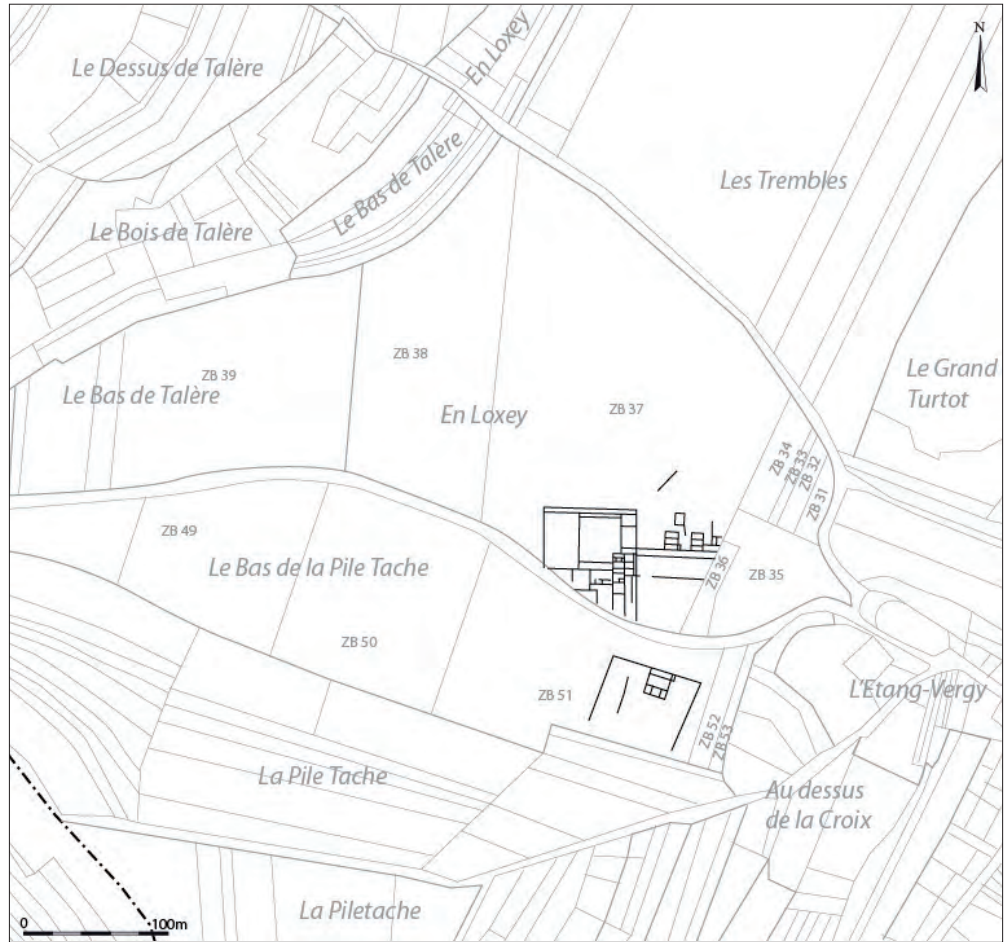 N
En Loxey
Le Dessus de Talère
Le Bas de Talère
Les Trembles
Le Bois de Talère
ZB 38
Le Grand
Turtot
ZB 39
Le Bas de Talère
En Loxey
ZB 37
ZB 34
ZB 33
ZB 32
ZB 31
ZB 49
Le Bas de la Pile Tache
ZB 36
ZB 35
ZB 50
ZB 51
L'Etang-Vergy
ZB 52
ZB 53
La Pile Tache
Au dessus
de la Croix
La Piletache
0 100m